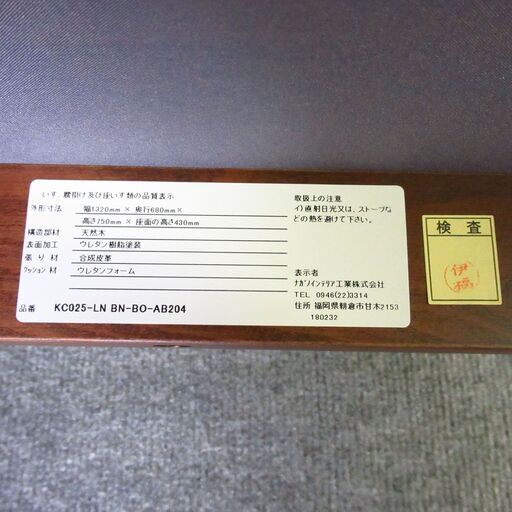 いす、腰掛け及び座いす類の品質表示
外形寸法 幅1320mm × 奥行680mm×
高さ750mm × 座面の高さ430mm
構造部材 天然木
表面加工 ウレタン樹脂塗装
張り材 合成皮革
クッション材 ウレタンフォーム
品番 KC025-LN BN-BO-AB204
取扱上の注意
イ)直射日光又は、ストーブな
どの熱を避けて下さい。
表示者
ナガノインテリア工業株式会社
TEL 0946(22)3314
住所 福岡県朝倉市甘木2153
180232
検査
伊福